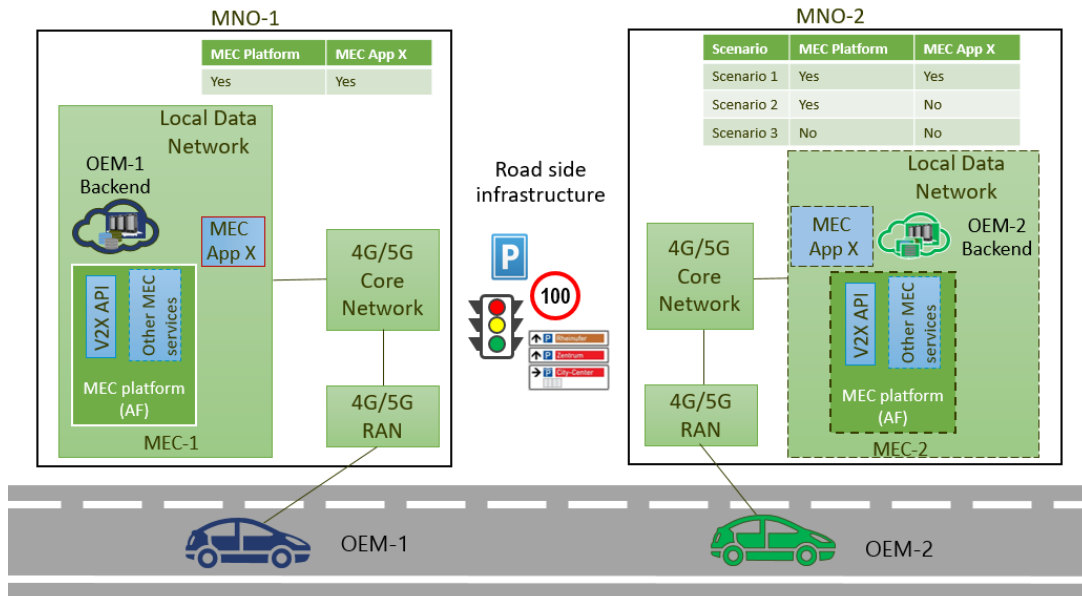 MNO-1
MEC Platform MEC App X
Yes Yes
Local Data
Network
OEM-1
Backend
MEC
App X
V2X API
Other MEC
services
MEC platform
(AF)
MEC-1
4G/5G
Core
Network
4G/5G
RAN
Road side
infrastructure
P
100
P Rheinufer
P Zentrum
P City-Center
MNO-2
Scenario MEC Platform MEC App X
Scenario 1 Yes Yes
Scenario 2 Yes No
Scenario 3 No No
Local Data
Network
MEC
App X
OEM-2
Backend
4G/5G
Core
Network
V2X API
Other MEC
services
MEC platform
(AF)
MEC-2
4G/5G
RAN
OEM-1
OEM-2